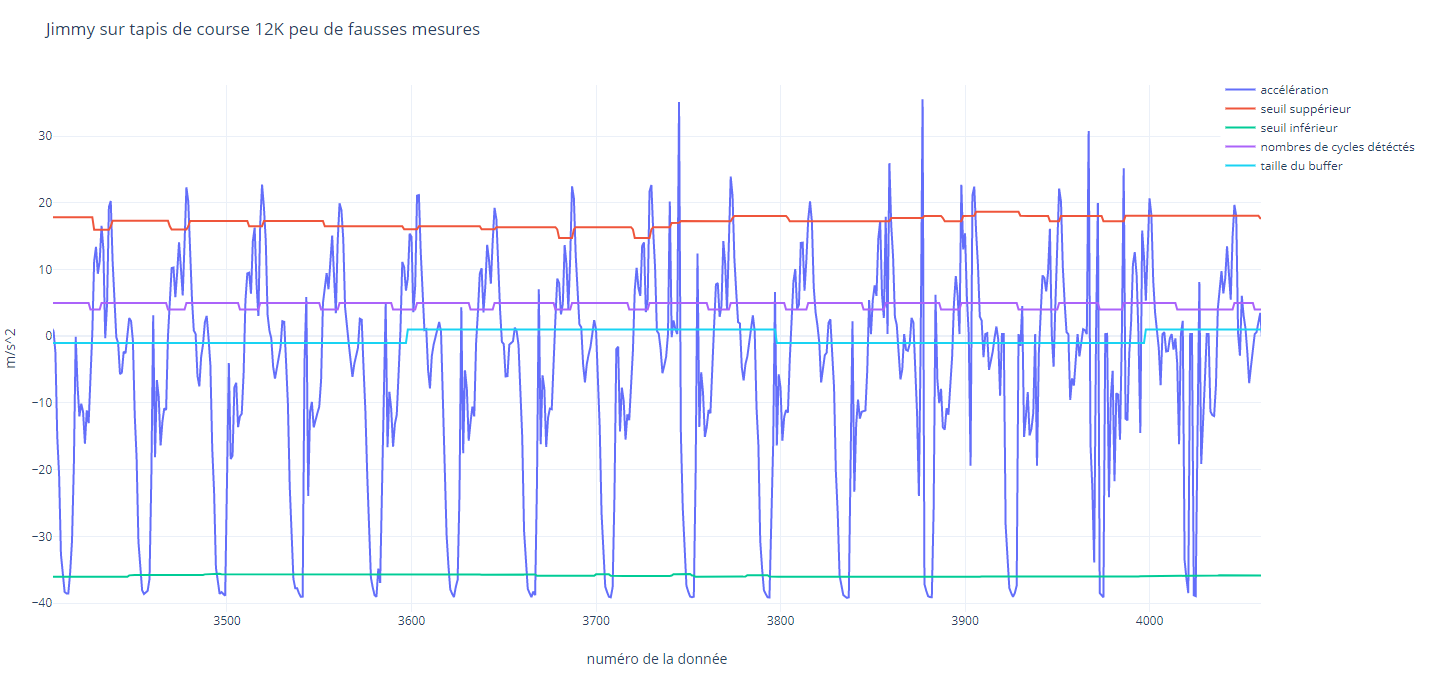 Jimmy sur tapis de course 12K peu de fausses mesures
accélération
seuil suppérieur
seuil inférieur
nombres de cycles détéctés
taille du buffer
30
20
10
0
−10
−20
−30
−40
m/s^2
3500
3600
3700
3800
3900
4000
numéro de la donnée